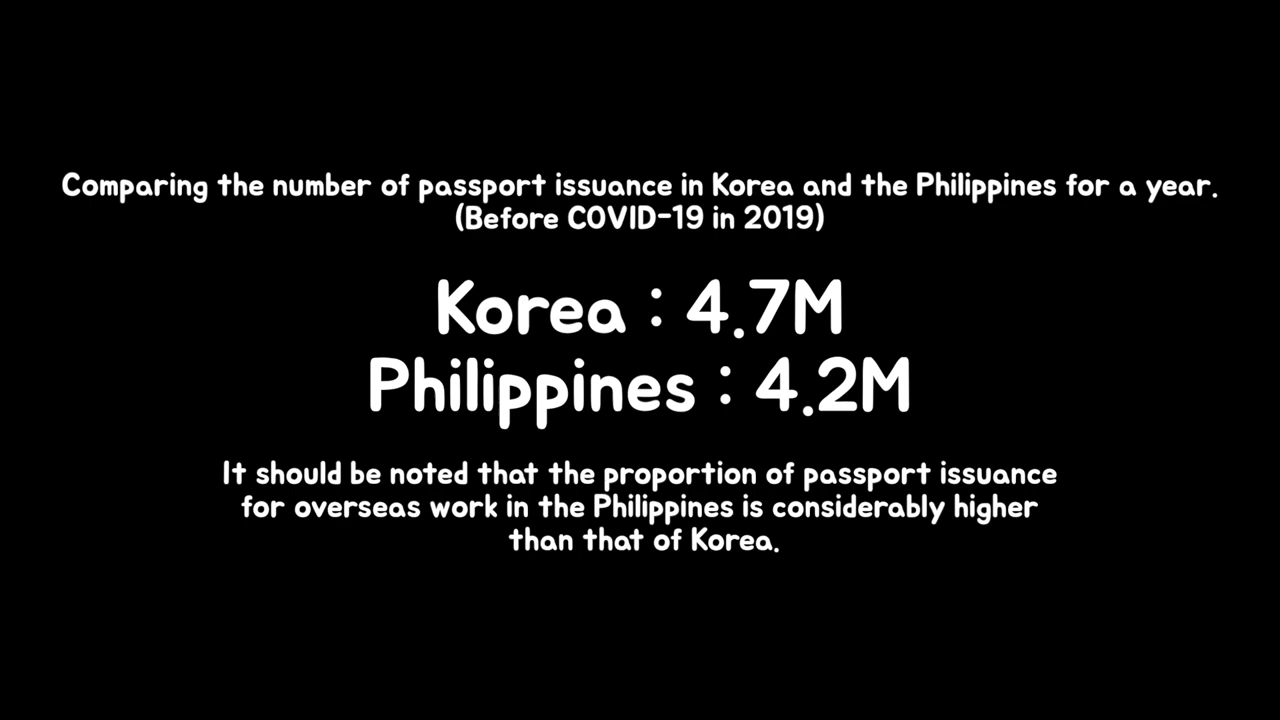 Comparing the number of passport issuance in Korea and the Philippines for a year.
(Before COVID-19 in 2019)
Korea : 4.7M
Philippines : 4.2M
It should be noted that the proportion of passport issuance
for overseas work in the Philippines is considerably higher
than that of Korea.